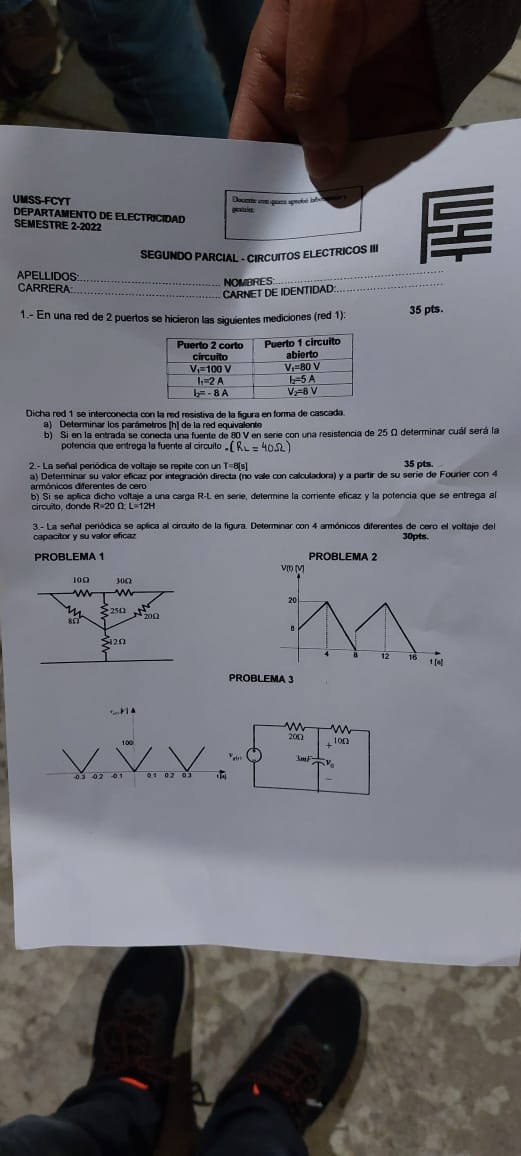 UMSS-FCYT
DEPARTAMENTO DE ELECTRICIDAD
SEMESTRE 2-2022
Docente con quien aprobó
SEGUNDO PARCIAL - CIRCUITOS ELECTRICOS III
APELLIDOS: NOMBRES:
CARRERA: CARNET DE IDENTIDAD:
1.- En una red de 2 puertos se hicieron las siguientes mediciones (red 1): 35 pts.
Puerto 2 corto circuito Puerto 1 circuito abierto
V₁=100 V V₁=80 V
I₁=2 A I₂=5 A
I₂= - 8 A V₂=8 V
Dicha red 1 se interconecta con la red resistiva de la figura en forma de cascada.
a) Determinar los parámetros [h] de la red equivalente
b) Si en la entrada se conecta una fuente de 80 V en serie con una resistencia de 25 Ω determinar cuál será la
potencia que entrega la fuente al circuito. (RL = 40Ω)
2.- La señal periódica de voltaje se repite con un T=8[s] 35 pts.
a) Determinar su valor eficaz por integración directa (no vale con calculadora) y a partir de su serie de Fourier con 4
armónicos diferentes de cero
b) Si se aplica dicho voltaje a una carga R-L en serie, determine la corriente eficaz y la potencia que se entrega al
circuito, donde R=20 Ω; L=12H
3.- La señal periódica se aplica al circuito de la figura. Determinar con 4 armónicos diferentes de cero el voltaje del
capacitor y su valor eficaz 30pts.
PROBLEMA 1 PROBLEMA 2
10Ω 30Ω
25Ω
8Ω 20Ω
12Ω
V(t) [V]
20
8
4 8 12 16 t [s]
PROBLEMA 3
100
-0.3 -0.2 -0.1 0.1 0.2 0.3 t [s]
20Ω 10Ω
+
3mF V₀
-